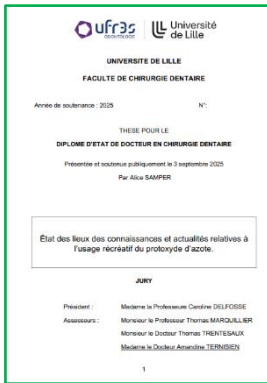 ufr3s
ODONTOLOGIE
Université
de Lille
UNIVERSITE DE LILLE
FACULTE DE CHIRURGIE DENTAIRE
Année de soutenance : 2025 N°:
THESE POUR LE
DIPLOME D'ETAT DE DOCTEUR EN CHIRURGIE DENTAIRE
Présentée et soutenue publiquement le 3 septembre 2025
Par Alice SAMPER
État des lieux des connaissances et actualités relatives à
l'usage récréatif du protoxyde d'azote.
JURY
Président : Madame la Professeure Caroline DELFOSSE
Assesseurs : Monsieur le Professeur Thomas MARQUILLIER
Monsieur le Docteur Thomas TRENTESAUX
Madame le Docteur Amandine TERNISIEN
1